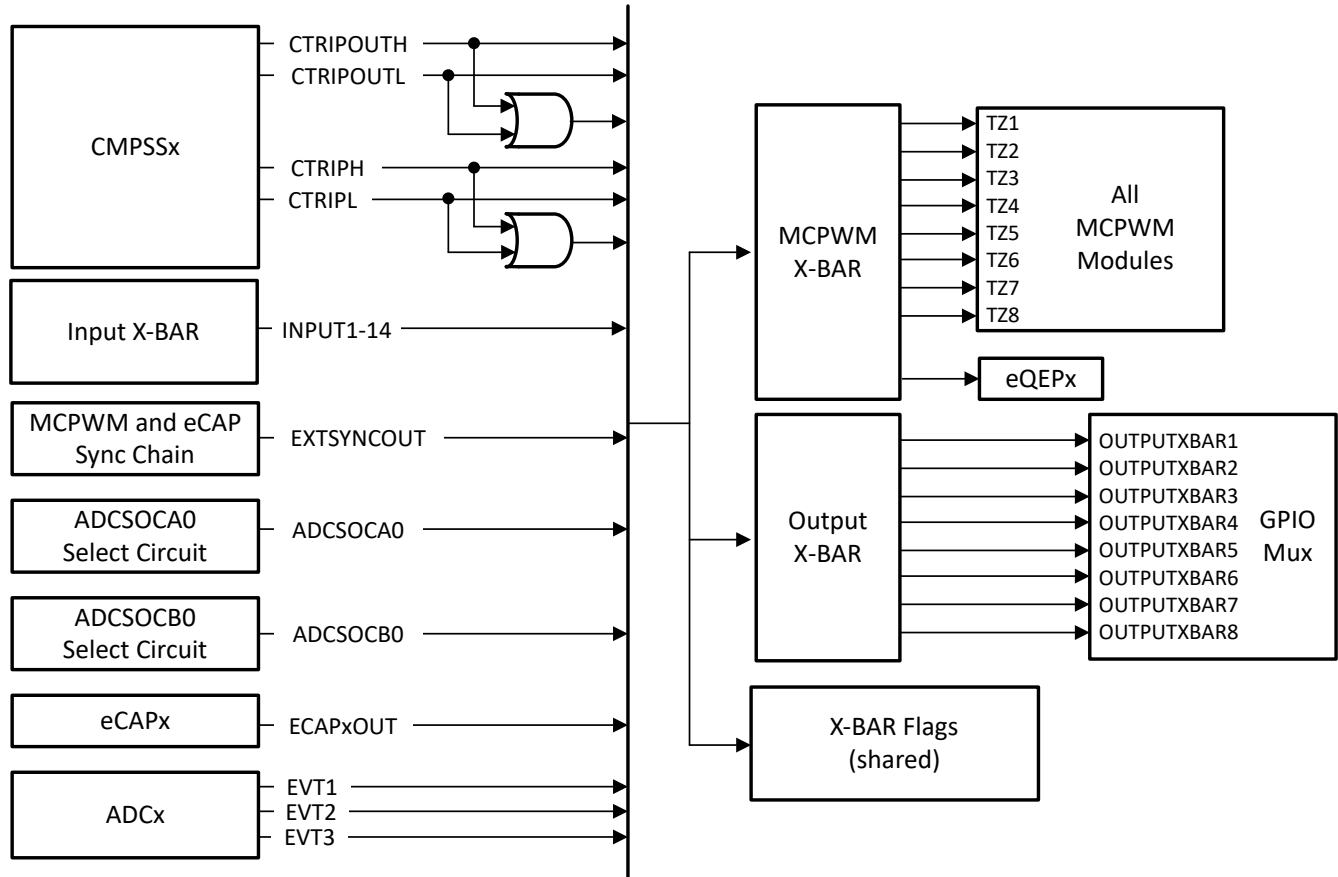 CMPSSx
CTRIPOUTH
CTRIPOUTL
CTRIPH
CTRIPL
Input X-BAR
INPUT1-14
MCPWM and eCAP
Sync Chain
EXTSYNCOUT
ADCSOCA0
Select Circuit
ADCSOCA0
ADCSOCB0
Select Circuit
ADCSOCB0
eCAPx
ECAPxOUT
ADCx
EVT1
EVT2
EVT3
MCPWM
X-BAR
TZ1
TZ2
TZ3
TZ4
TZ5
TZ6
TZ7
TZ8
All
MCPWM
Modules
eQEPx
Output
X-BAR
OUTPUTXBAR1
OUTPUTXBAR2
OUTPUTXBAR3
OUTPUTXBAR4
OUTPUTXBAR5
OUTPUTXBAR6
OUTPUTXBAR7
OUTPUTXBAR8
GPIO
Mux
X-BAR Flags
(shared)